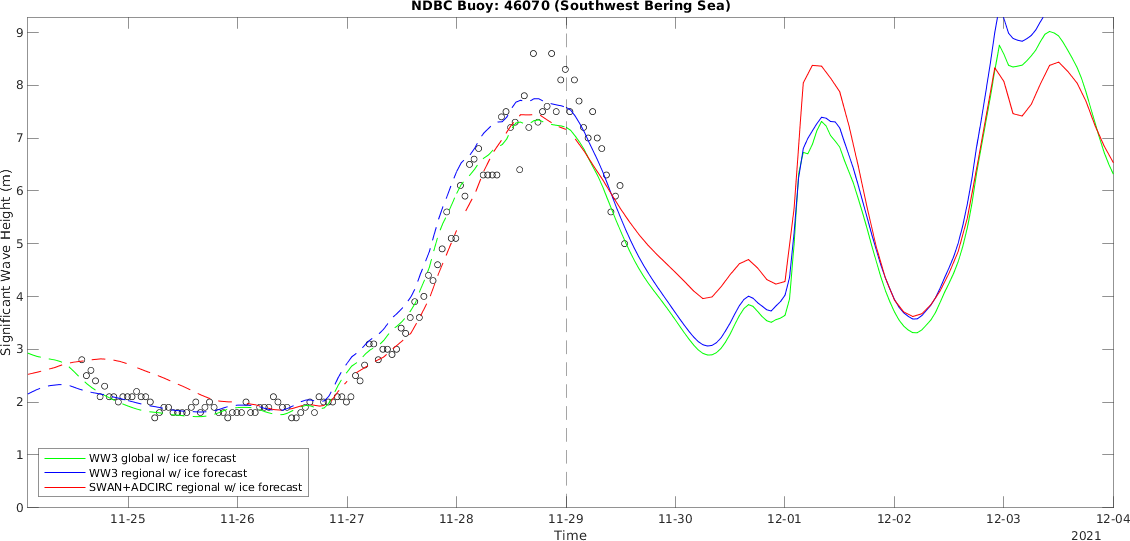 NDBC Buoy: 46070 (Southwest Bering Sea)
Significant Wave Height (m)
9
8
7
6
5
4
3
2
1
0
WW3 global w/ ice forecast
WW3 regional w/ ice forecast
SWAN+ADCIRC regional w/ ice forecast
11-25 11-26 11-27 11-28 11-29 11-30 12-01 12-02 12-03 12-04
Time 2021